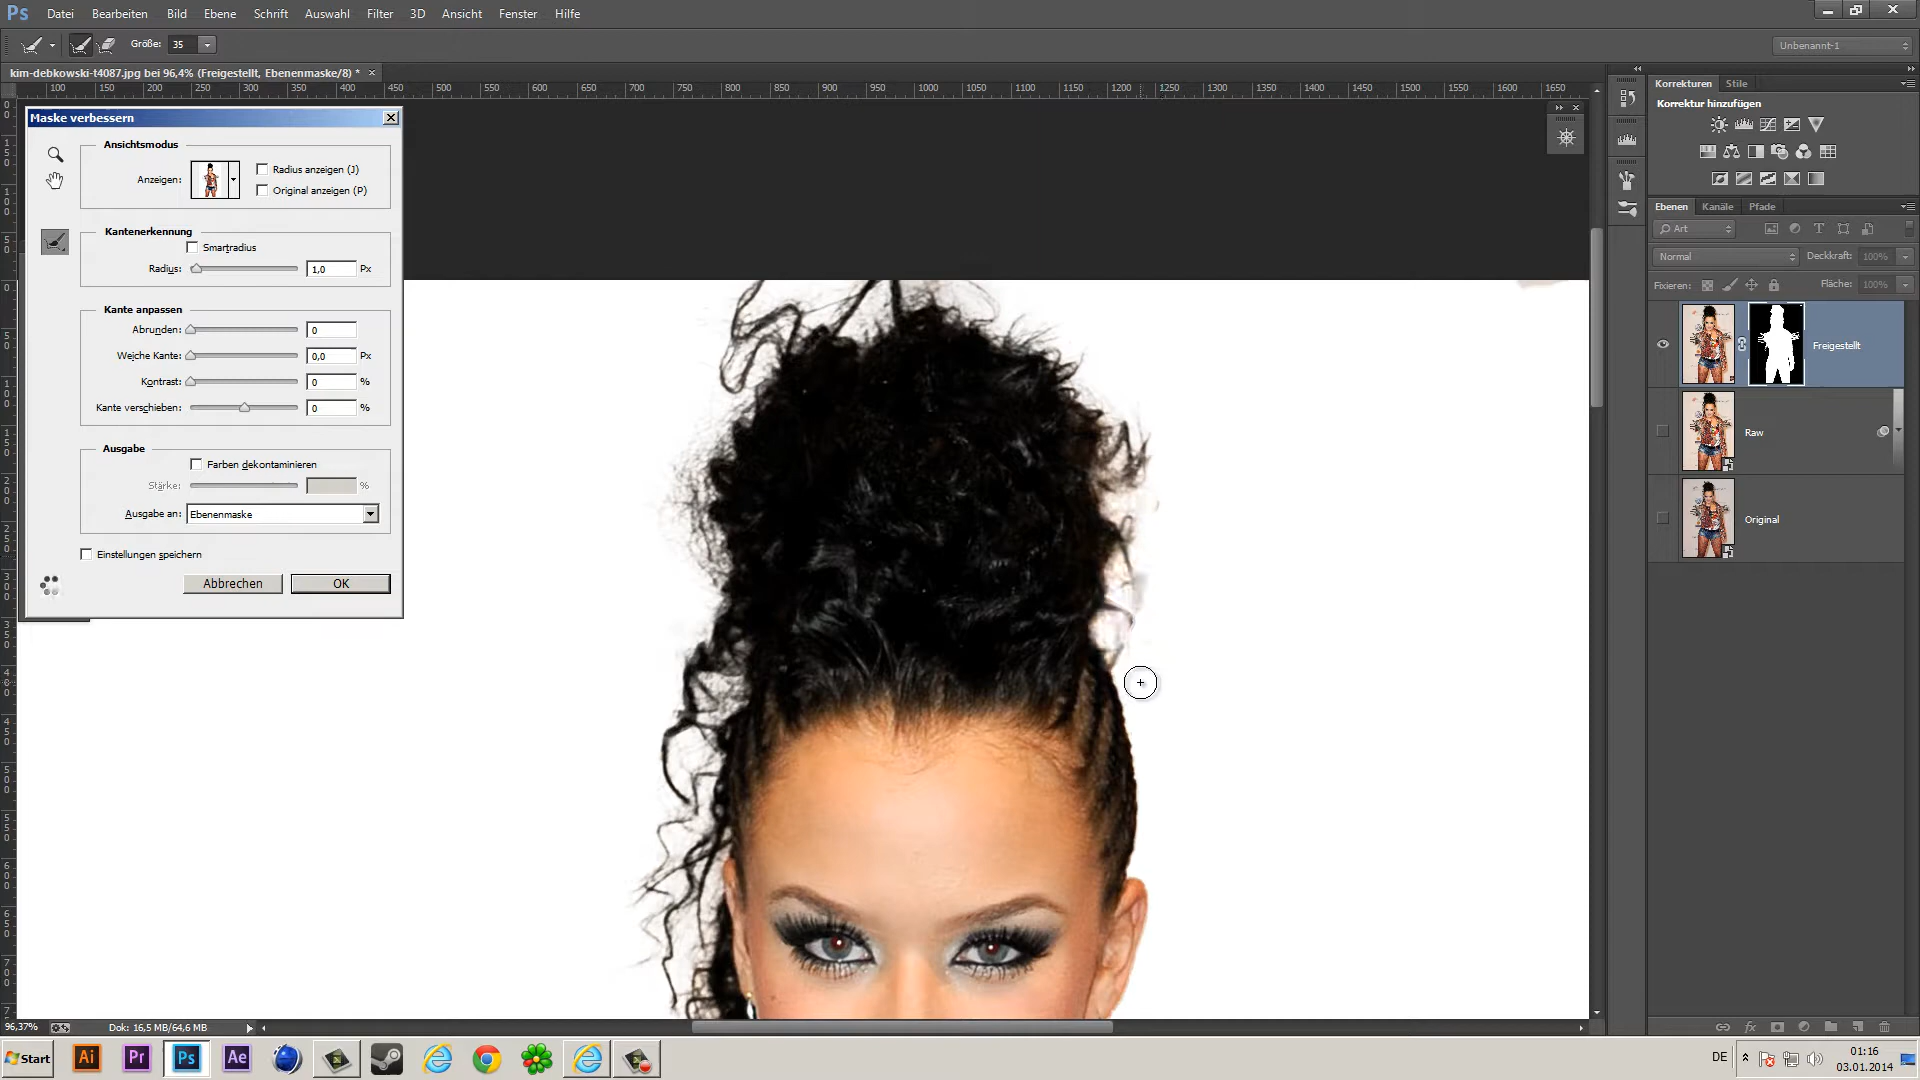 Ps Datei Bearbeiten Bild Ebene Schrift Auswahl Filter 3D Ansicht Fenster Hilfe
Größe: 35 Unbenannt-1
kim-debkowski-t4087.jpg bei 96,4% (Freigestellt, Ebenenmaske/8) * ×
100 150 200 250 300 350 400 450 500 550 600 650 700 750 800 850 900 950 1000 1050 1100 1150 1200 1250 1300 1350 1400 1450 1500 1550 1600 1650
Maske verbessern
Ansichtsmodus
Anzeigen:
Radius anzeigen (J)
Original anzeigen (P)
Kantenerkennung
Smartradius
Radius: 1,0 Px
Kante anpassen
Abrunden: 0
Weiche Kante: 0,0 Px
Kontrast: 0 %
Kante verschieben: 0 %
Ausgabe
Farben dekontaminieren
Stärke: %
Ausgabe an: Ebenenmaske
Einstellungen speichern
Abbrechen OK
Korrekturen Stile
Korrektur hinzufügen
Ebenen Kanäle Pfade
Art
Normal Deckkraft: 100%
Fixieren: Fläche: 100%
Freigestellt
Raw
Original
fx
96,37% Dok: 16,5 MB/64,6 MB
Start Ai Pr Ps Ae
DE 01:16
03.01.2014